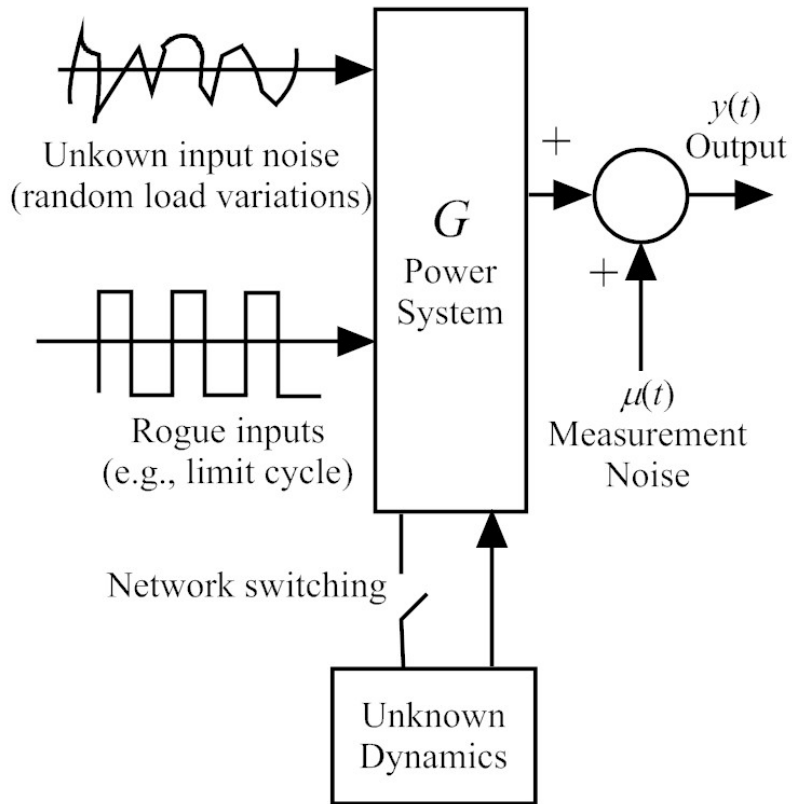 Unkown input noise
(random load variations)
G
Power
System
+
y(t)
Output
+
Rogue inputs
(e.g., limit cycle)
μ(t)
Measurement
Noise
Network switching
Unknown
Dynamics